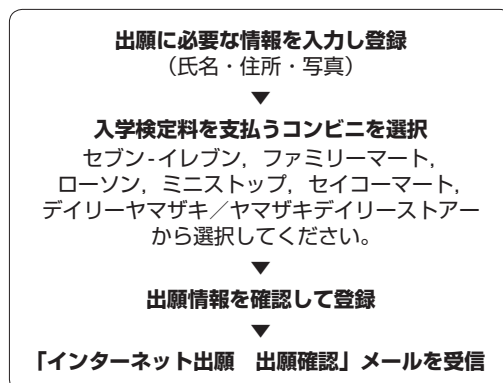 出願に必要な情報を入力し登録
（氏名・住所・写真）
▼
入学検定料を支払うコンビニを選択
セブン‐イレブン，ファミリーマート，
ローソン，ミニストップ，セイコーマート，
デイリーヤマザキ／ヤマザキデイリーストアー
から選択してください。
▼
出願情報を確認して登録
▼
「インターネット出願　出願確認」メールを受信